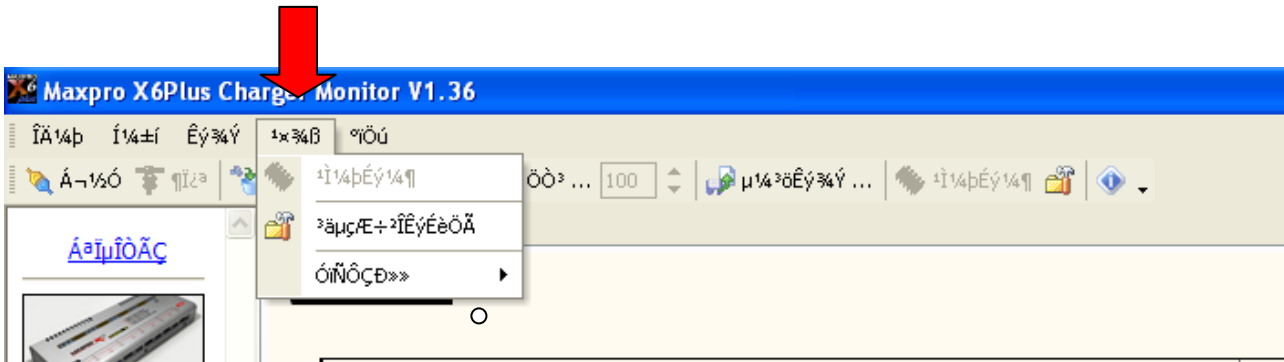 Maxpro X6Plus Charger Monitor V1.36
ÎÄ¼þ Í¼±í Êý¾Ý ¹¤¾ß °ïÖú
Á¬½Ó ¶Ï¿ª ÖÒ³ ... 100 µ¼³öÊý¾Ý ... ¹Ì¼þÉý¼¶
¹Ì¼þÉý¼¶
³äµçÆ÷²ÎÊýÉèÖÃ
ÓïÑÔÇÐ»»
ÁªÏµÎÒÃÇ